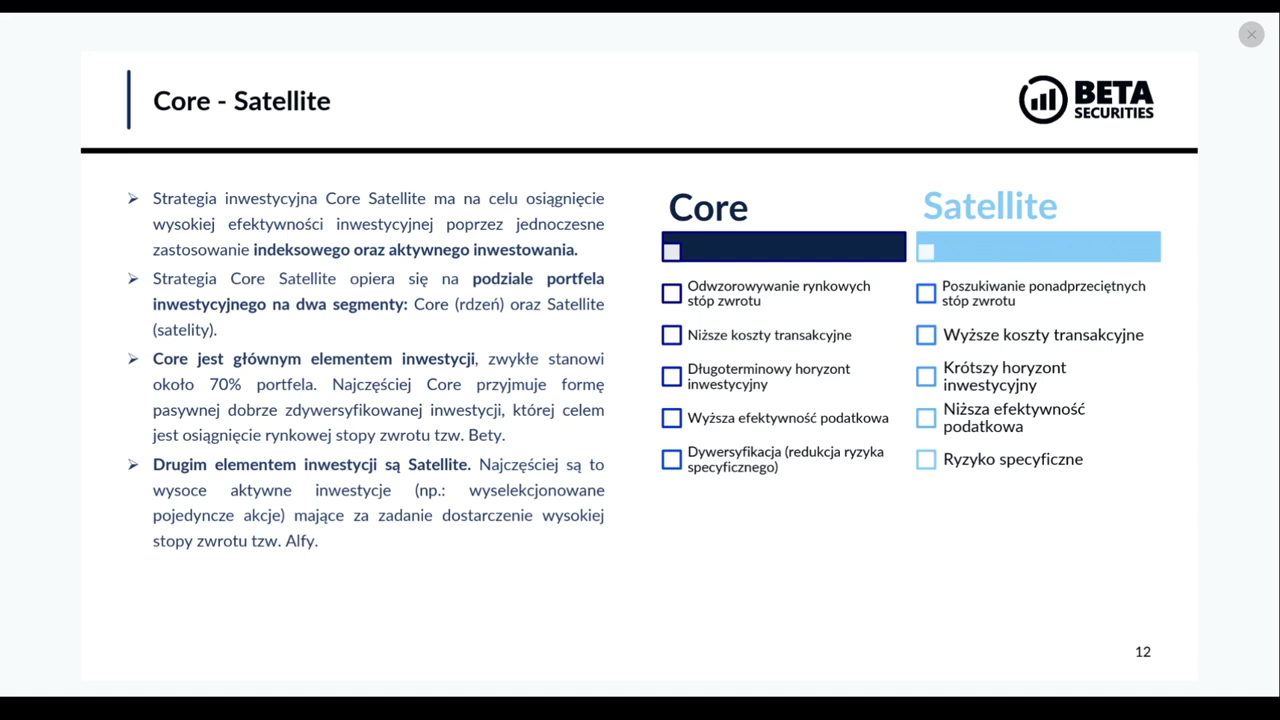 Core - Satellite
BETA
SECURITIES
➢ Strategia inwestycyjna Core Satellite ma na celu osiągnięcie
wysokiej efektywności inwestycyjnej poprzez jednoczesne
zastosowanie indeksowego oraz aktywnego inwestowania.
➢ Strategia Core Satellite opiera się na podziale portfela
inwestycyjnego na dwa segmenty: Core (rdzeń) oraz Satellite
(satelity).
➢ Core jest głównym elementem inwestycji, zwykłe stanowi
około 70% portfela. Najczęściej Core przyjmuje formę
pasywnej dobrze zdywersyfikowanej inwestycji, której celem
jest osiągnięcie rynkowej stopy zwrotu tzw. Bety.
➢ Drugim elementem inwestycji są Satellite. Najczęściej są to
wysoce aktywne inwestycje (np.: wyselekcjonowane
pojedyncze akcje) mające za zadanie dostarczenie wysokiej
stopy zwrotu tzw. Alfy.
Core
Odwzorowywanie rynkowych
stóp zwrotu
Niższe koszty transakcyjne
Długoterminowy horyzont
inwestycyjny
Wyższa efektywność podatkowa
Dywersyfikacja (redukcja ryzyka
specyficznego)
Satellite
Poszukiwanie ponadprzeciętnych
stóp zwrotu
Wyższe koszty transakcyjne
Krótszy horyzont
inwestycyjny
Niższa efektywność
podatkowa
Ryzyko specyficzne
12